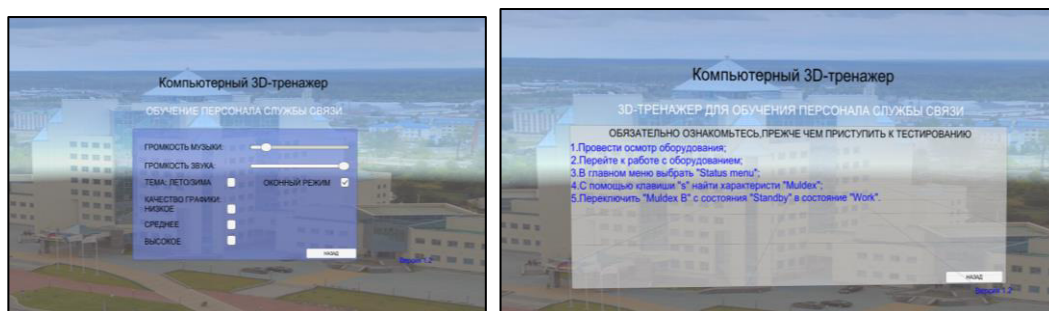 Компьютерный 3D-тренажер
ОБУЧЕНИЕ ПЕРСОНАЛА СЛУЖБЫ СВЯЗИ
ГРОМКОСТЬ МУЗЫКИ:
ГРОМКОСТЬ ЗВУКА:
ТЕМА: ЛЕТО/ЗИМА ОКОННЫЙ РЕЖИМ
КАЧЕСТВО ГРАФИКИ:
НИЗКОЕ
СРЕДНЕЕ
ВЫСОКОЕ
НАЗАД
Версия 1.2
Компьютерный 3D-тренажер
3D-ТРЕНАЖЕР ДЛЯ ОБУЧЕНИЯ ПЕРСОНАЛА СЛУЖБЫ СВЯЗИ
ОБЯЗАТЕЛЬНО ОЗНАКОМЬТЕСЬ,ПРЕЖЧЕ ЧЕМ ПРИСТУПИТЬ К ТЕСТИРОВАНИЮ
1.Провести осмотр оборудования;
2.Перейте к работе с оборудованием;
3.В главном меню выбрать "Status menu";
4.С помощью клавиши "s" найти характеристи "Muldex";
5.Переключить "Muldex B" с состояния "Standby" в состояние "Work".
НАЗАД
Версия 1.2